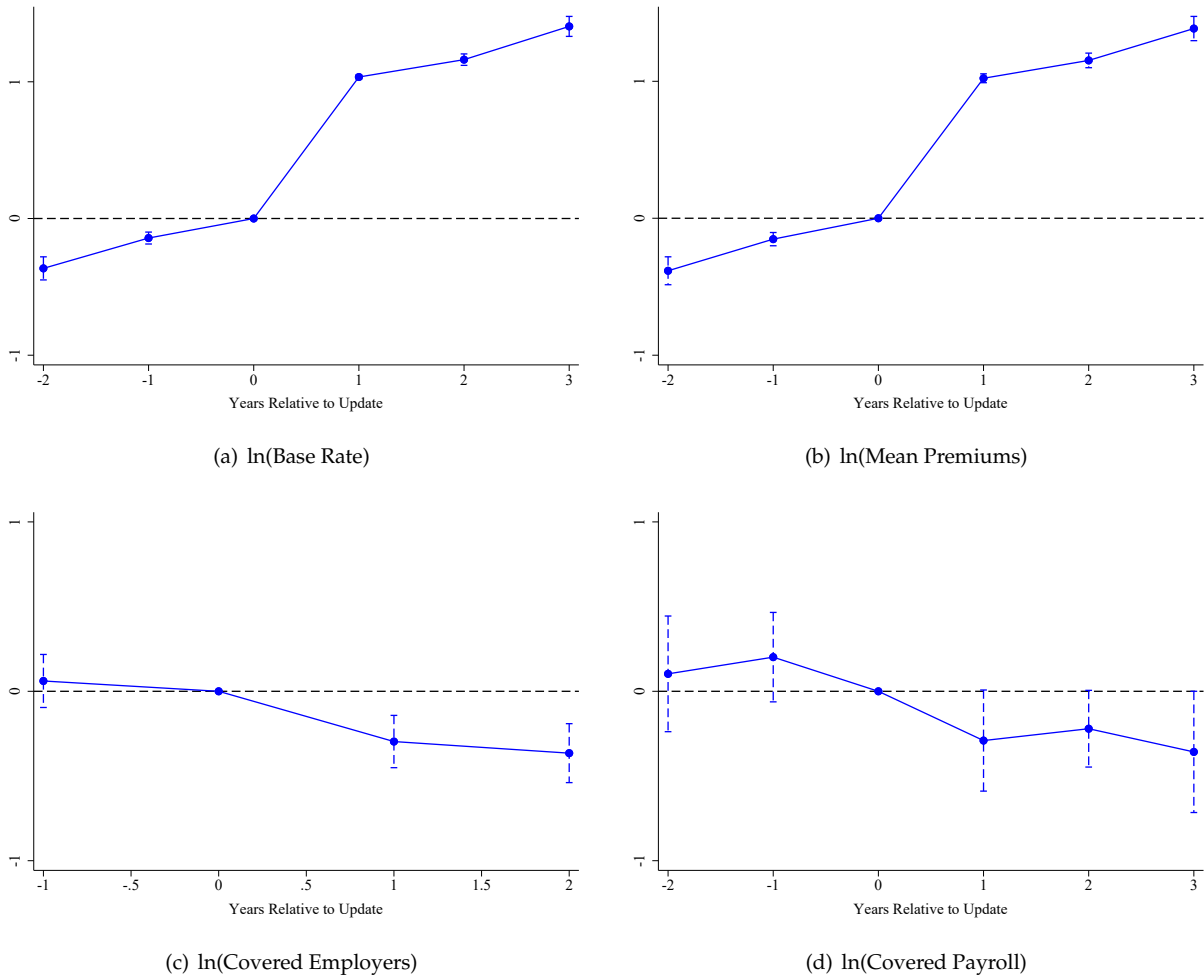 1
0
-1
-2 -1 0 1 2 3
Years Relative to Update
(a) ln(Base Rate)
1
0
-1
-2 -1 0 1 2 3
Years Relative to Update
(b) ln(Mean Premiums)
1
0
-1
-1 -.5 0 .5 1 1.5 2
Years Relative to Update
(c) ln(Covered Employers)
1
0
-1
-2 -1 0 1 2 3
Years Relative to Update
(d) ln(Covered Payroll)